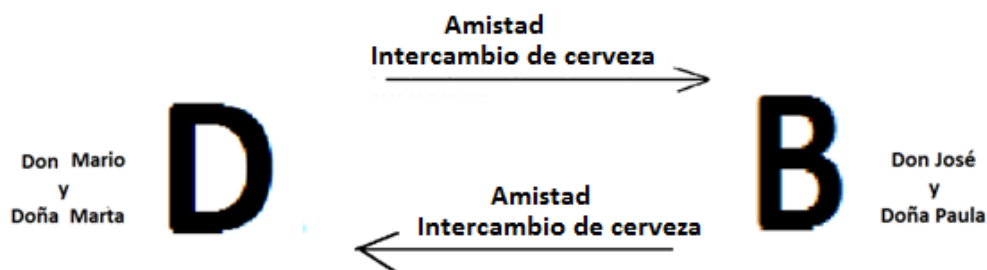 Amistad
Intercambio de cerveza
D
Don Mario
y
Doña Marta
B
Don José
y
Doña Paula
Amistad
Intercambio de cerveza